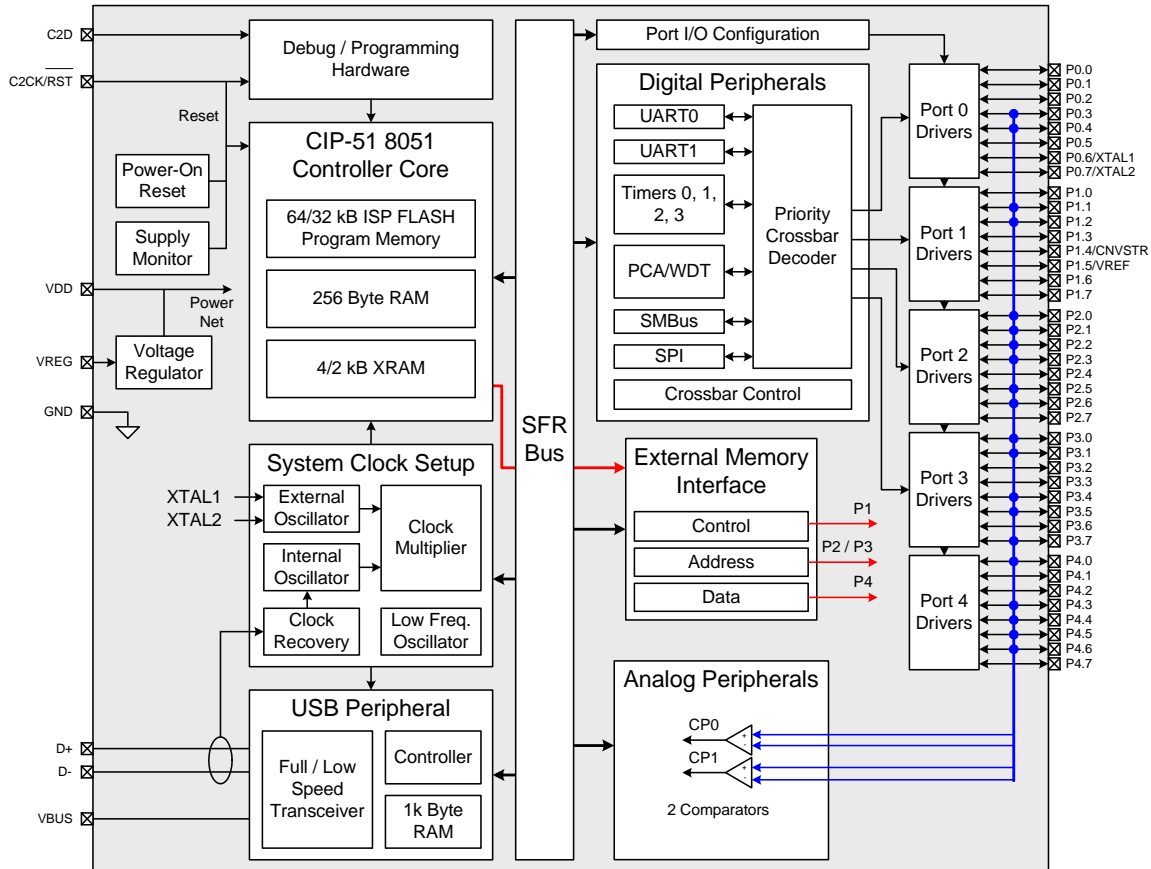 C2D
C2CK/RST
Debug / Programming
Hardware
Reset
Power-On
Reset
Supply
Monitor
VDD
Power
Net
VREG
Voltage
Regulator
GND
CIP-51 8051
Controller Core
64/32 kB ISP FLASH
Program Memory
256 Byte RAM
4/2 kB XRAM
System Clock Setup
XTAL1
XTAL2
External
Oscillator
Internal
Oscillator
Clock
Recovery
Clock
Multiplier
Low Freq.
Oscillator
USB Peripheral
D+
D-
VBUS
Full / Low
Speed
Transceiver
Controller
1k Byte
RAM
SFR
Bus
Port I/O Configuration
Digital Peripherals
UART0
UART1
Timers 0, 1,
2, 3
PCA/WDT
SMBus
SPI
Priority
Crossbar
Decoder
Crossbar Control
External Memory
Interface
Control
Address
Data
P1
P2 / P3
P4
Analog Peripherals
CP0
+
-
CP1
+
-
2 Comparators
Port 0
Drivers
Port 1
Drivers
Port 2
Drivers
Port 3
Drivers
Port 4
Drivers
P0.0
P0.1
P0.2
P0.3
P0.4
P0.5
P0.6/XTAL1
P0.7/XTAL2
P1.0
P1.1
P1.2
P1.3
P1.4/CNVSTR
P1.5/VREF
P1.6
P1.7
P2.0
P2.1
P2.2
P2.3
P2.4
P2.5
P2.6
P2.7
P3.0
P3.1
P3.2
P3.3
P3.4
P3.5
P3.6
P3.7
P4.0
P4.1
P4.2
P4.3
P4.4
P4.5
P4.6
P4.7